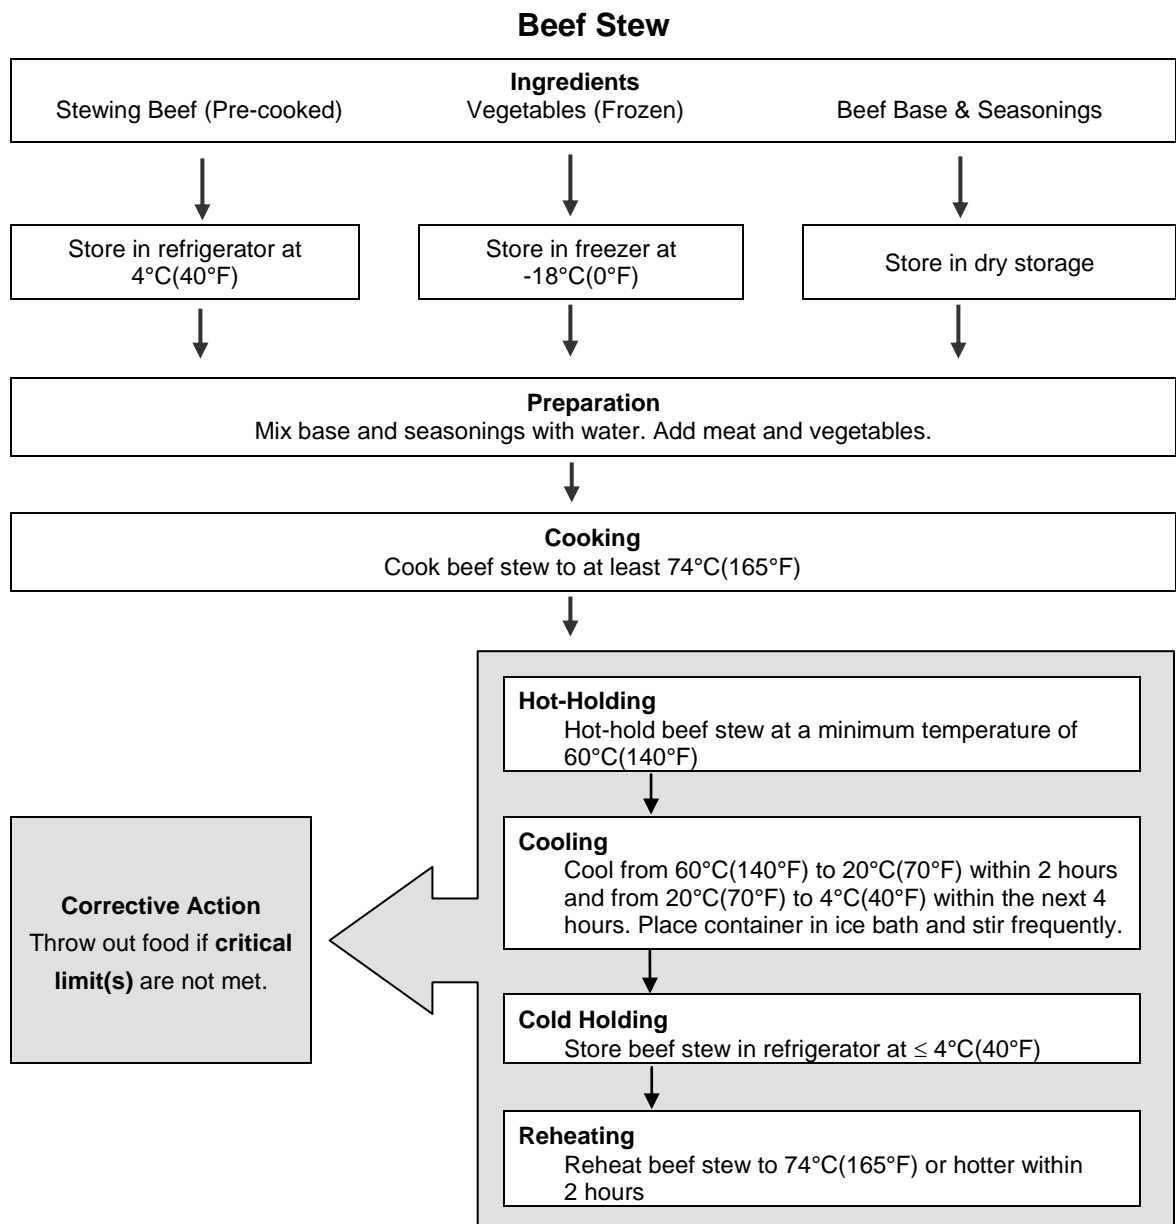 Beef Stew
Ingredients
Stewing Beef (Pre-cooked) Vegetables (Frozen) Beef Base & Seasonings
Store in refrigerator at
4°C(40°F)
Store in freezer at
-18°C(0°F)
Store in dry storage
Preparation
Mix base and seasonings with water. Add meat and vegetables.
Cooking
Cook beef stew to at least 74°C(165°F)
Hot-Holding
Hot-hold beef stew at a minimum temperature of
60°C(140°F)
Cooling
Cool from 60°C(140°F) to 20°C(70°F) within 2 hours
and from 20°C(70°F) to 4°C(40°F) within the next 4
hours. Place container in ice bath and stir frequently.
Cold Holding
Store beef stew in refrigerator at ≤ 4°C(40°F)
Reheating
Reheat beef stew to 74°C(165°F) or hotter within
2 hours
Corrective Action
Throw out food if critical
limit(s) are not met.